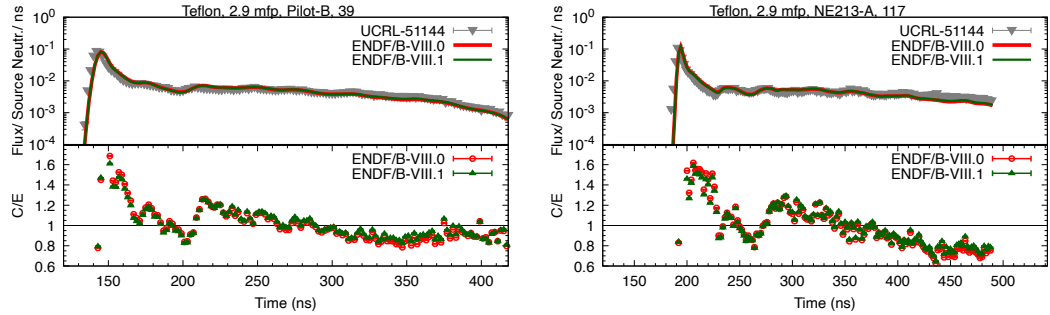 Teflon, 2.9 mfp, Pilot-B, 39
Flux/ Source Neutr./ ns
10^0
10^-1
10^-2
10^-3
10^-4
UCRL-51144
ENDF/B-VIII.0
ENDF/B-VIII.1
C/E
1.6
1.4
1.2
1
0.8
0.6
ENDF/B-VIII.0
ENDF/B-VIII.1
150 200 250 300 350 400
Time (ns)
Teflon, 2.9 mfp, NE213-A, 117
Flux/ Source Neutr./ ns
10^0
10^-1
10^-2
10^-3
10^-4
UCRL-51144
ENDF/B-VIII.0
ENDF/B-VIII.1
C/E
1.6
1.4
1.2
1
0.8
0.6
ENDF/B-VIII.0
ENDF/B-VIII.1
150 200 250 300 350 400 450 500
Time (ns)